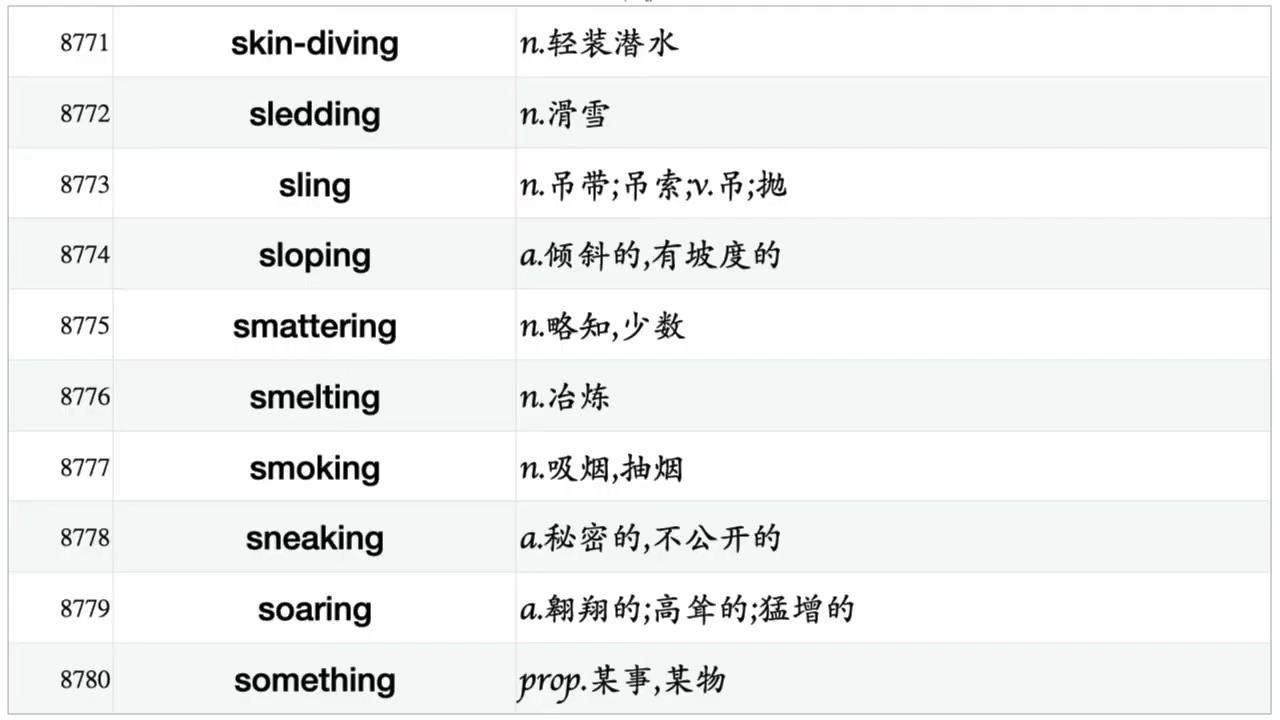 8771 skin-diving n.轻装潜水
8772 sledding n.滑雪
8773 sling n.吊带;吊索;v.吊;抛
8774 sloping a.倾斜的,有坡度的
8775 smattering n.略知,少数
8776 smelting n.冶炼
8777 smoking n.吸烟,抽烟
8778 sneaking a.秘密的,不公开的
8779 soaring a.翱翔的;高耸的;猛增的
8780 something prop.某事,某物